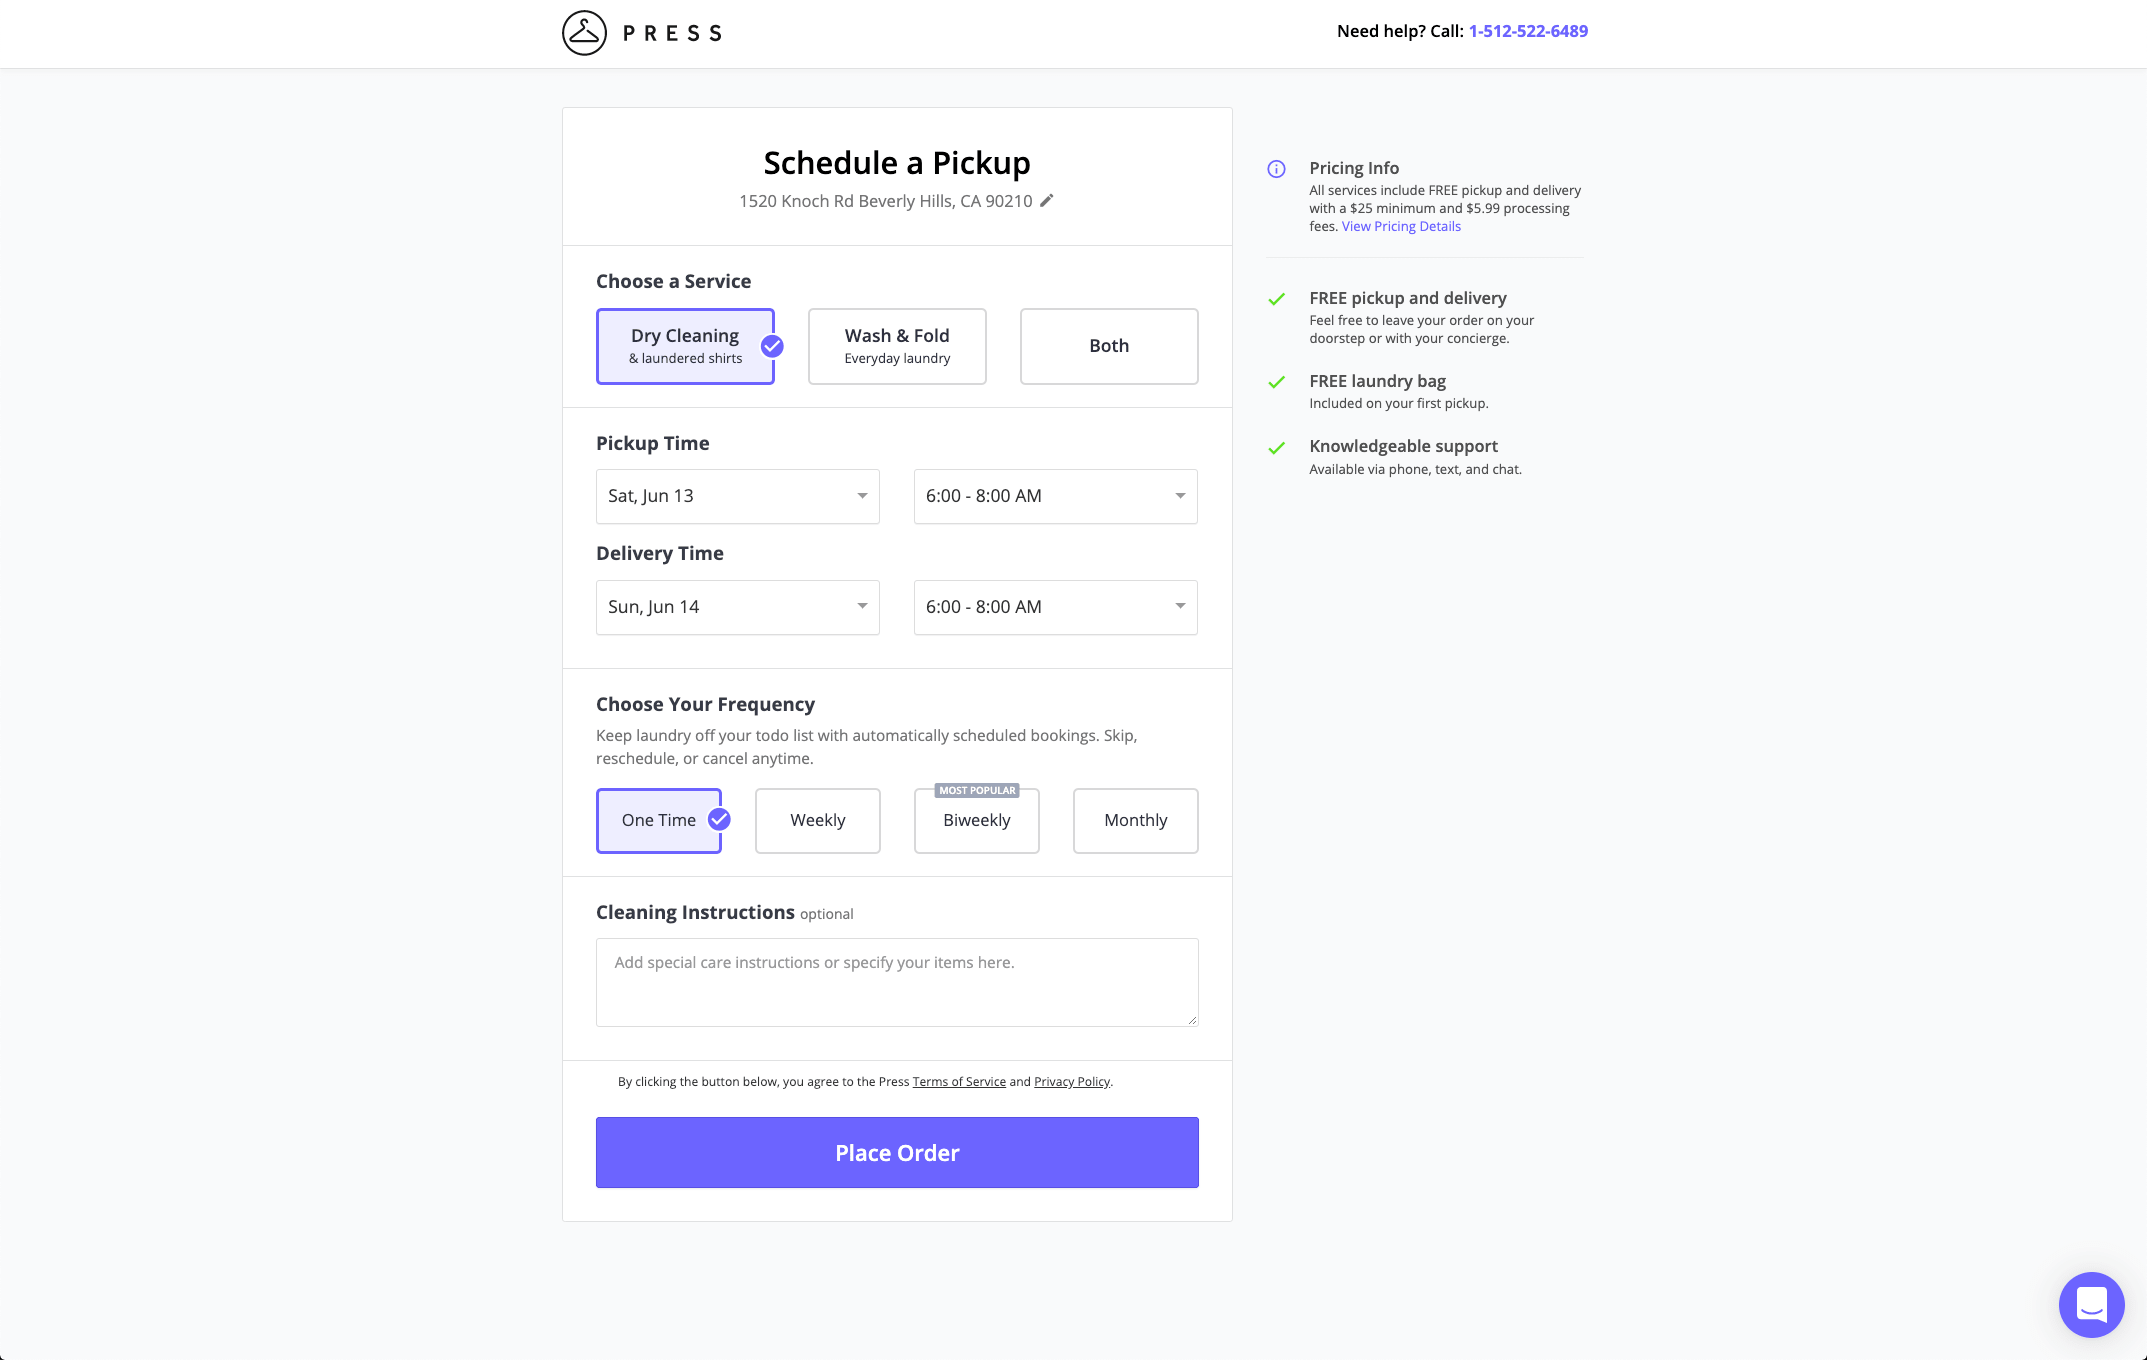 PRESS
Need help? Call: 1-512-522-6489
Schedule a Pickup
1520 Knoch Rd Beverly Hills, CA 90210
Choose a Service
Dry Cleaning
& laundered shirts
Wash & Fold
Everyday laundry
Both
Pickup Time
Sat, Jun 13
6:00 - 8:00 AM
Delivery Time
Sun, Jun 14
6:00 - 8:00 AM
Choose Your Frequency
Keep laundry off your todo list with automatically scheduled bookings. Skip,
reschedule, or cancel anytime.
One Time
Weekly
MOST POPULAR
Biweekly
Monthly
Cleaning Instructions optional
Add special care instructions or specify your items here.
By clicking the button below, you agree to the Press Terms of Service and Privacy Policy.
Place Order
Pricing Info
All services include FREE pickup and delivery
with a $25 minimum and $5.99 processing
fees. View Pricing Details
FREE pickup and delivery
Feel free to leave your order on your
doorstep or with your concierge.
FREE laundry bag
Included on your first pickup.
Knowledgeable support
Available via phone, text, and chat.